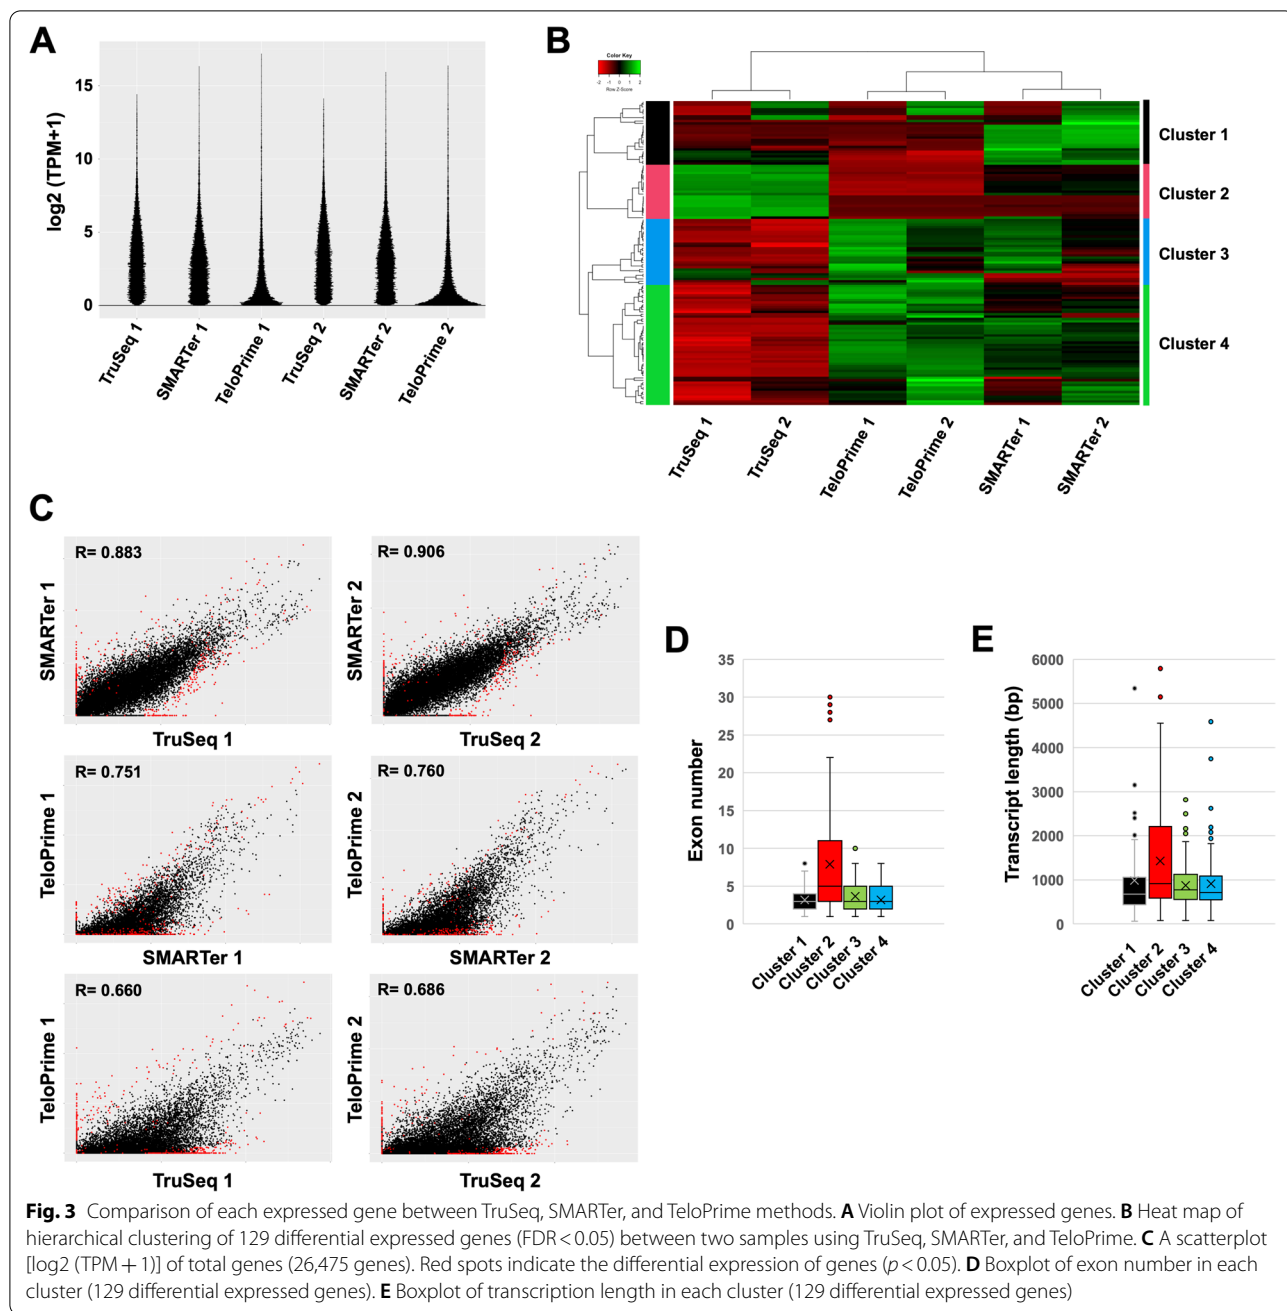 A
log2 (TPM+1)
15
10
5
0
TruSeq 1
SMARTer 1
TeloPrime 1
TruSeq 2
SMARTer 2
TeloPrime 2
B
Color Key
-2 -1 0 1 2
Row Z-Score
Cluster 1
Cluster 2
Cluster 3
Cluster 4
TruSeq 1
TruSeq 2
TeloPrime 1
TeloPrime 2
SMARTer 1
SMARTer 2
C
R= 0.883
SMARTer 1
TruSeq 1
R= 0.906
SMARTer 2
TruSeq 2
R= 0.751
TeloPrime 1
SMARTer 1
R= 0.760
TeloPrime 2
SMARTer 2
R= 0.660
TeloPrime 1
TruSeq 1
R= 0.686
TeloPrime 2
TruSeq 2
D
Exon number
35
30
25
20
15
10
5
0
Cluster 1
Cluster 2
Cluster 3
Cluster 4
E
Transcript length (bp)
6000
5000
4000
3000
2000
1000
0
Cluster 1
Cluster 2
Cluster 3
Cluster 4
Fig. 3 Comparison of each expressed gene between TruSeq, SMARTer, and TeloPrime methods. A Violin plot of expressed genes. B Heat map of
hierarchical clustering of 129 differential expressed genes (FDR < 0.05) between two samples using TruSeq, SMARTer, and TeloPrime. C A scatterplot
[log2 (TPM + 1)] of total genes (26,475 genes). Red spots indicate the differential expression of genes (p < 0.05). D Boxplot of exon number in each
cluster (129 differential expressed genes). E Boxplot of transcription length in each cluster (129 differential expressed genes)